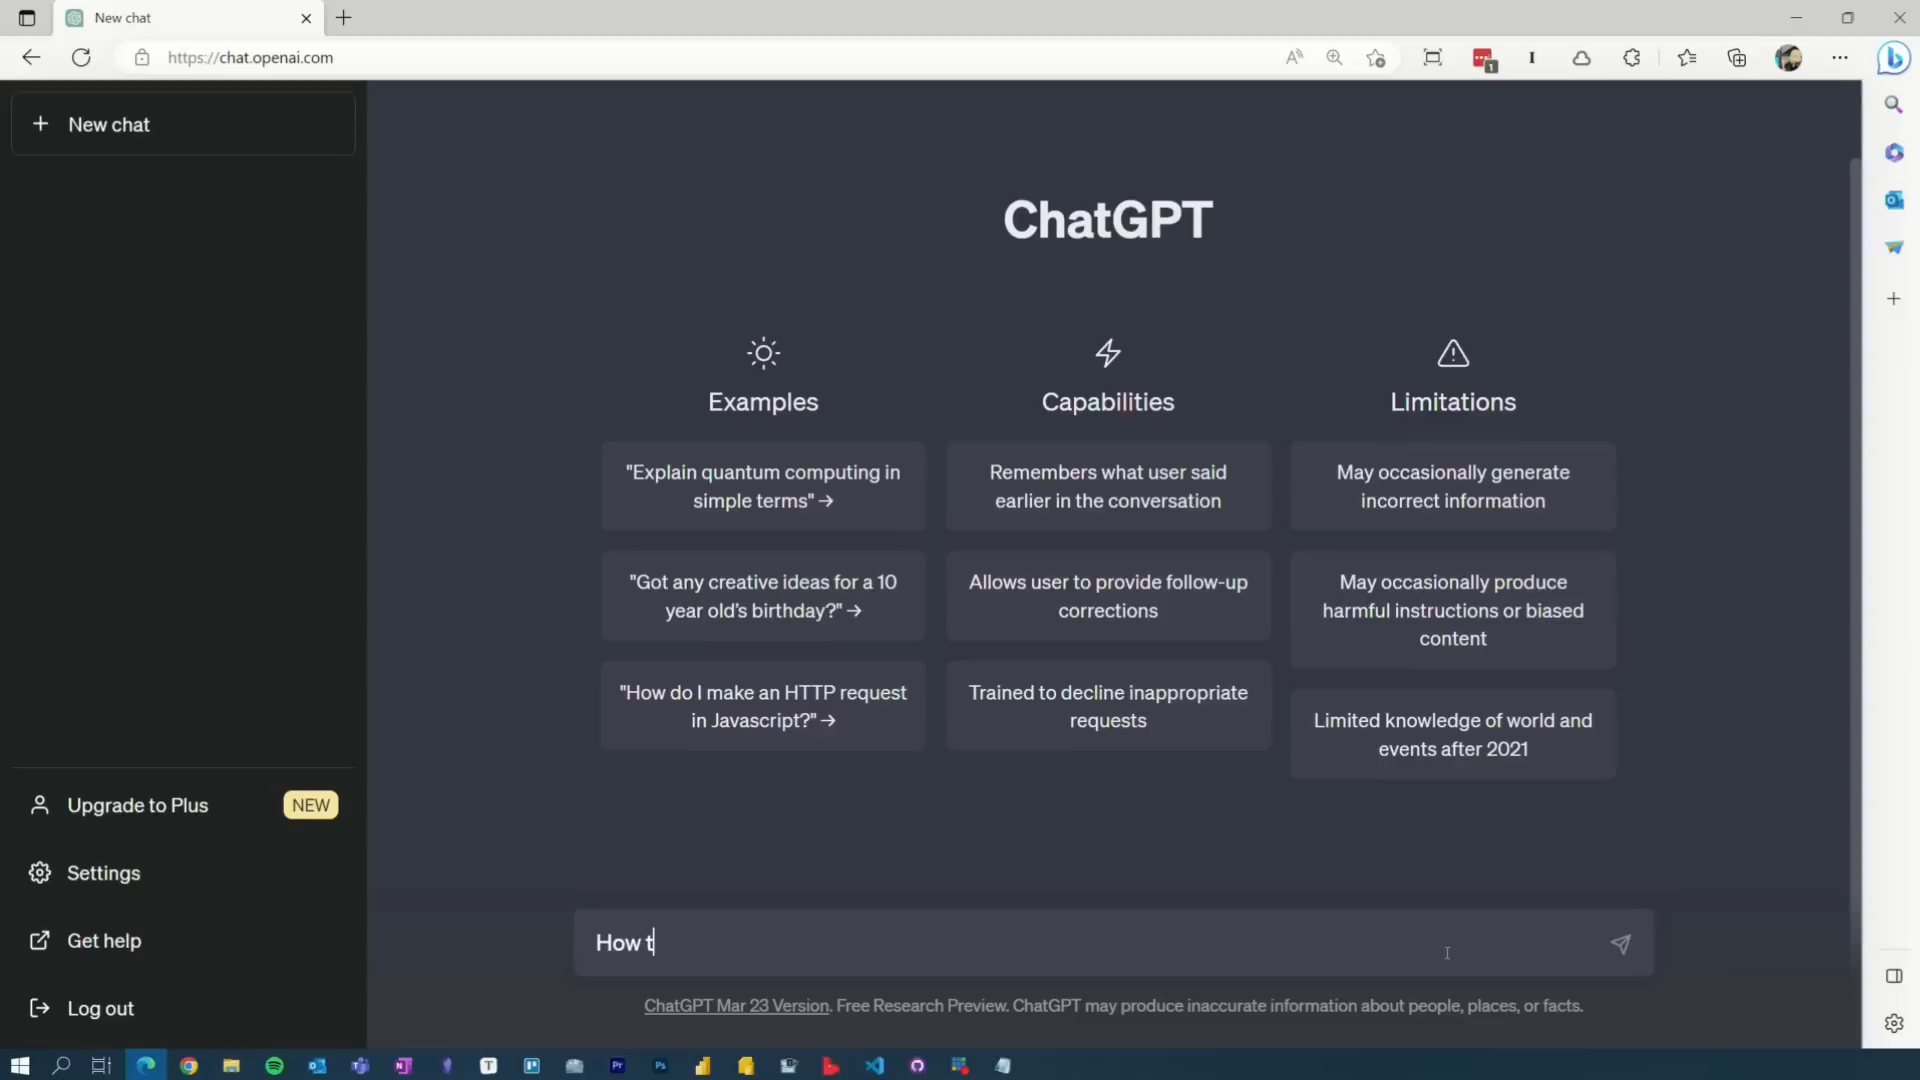 New chat
https://chat.openai.com
1
New chat
ChatGPT
Examples
Capabilities
Limitations
"Explain quantum computing in
simple terms" →
"Got any creative ideas for a 10
year old's birthday?" →
"How do I make an HTTP request
in Javascript?" →
Remembers what user said
earlier in the conversation
Allows user to provide follow-up
corrections
Trained to decline inappropriate
requests
May occasionally generate
incorrect information
May occasionally produce
harmful instructions or biased
content
Limited knowledge of world and
events after 2021
Upgrade to Plus NEW
Settings
Get help
Log out
How t
ChatGPT Mar 23 Version. Free Research Preview. ChatGPT may produce inaccurate information about people, places, or facts.